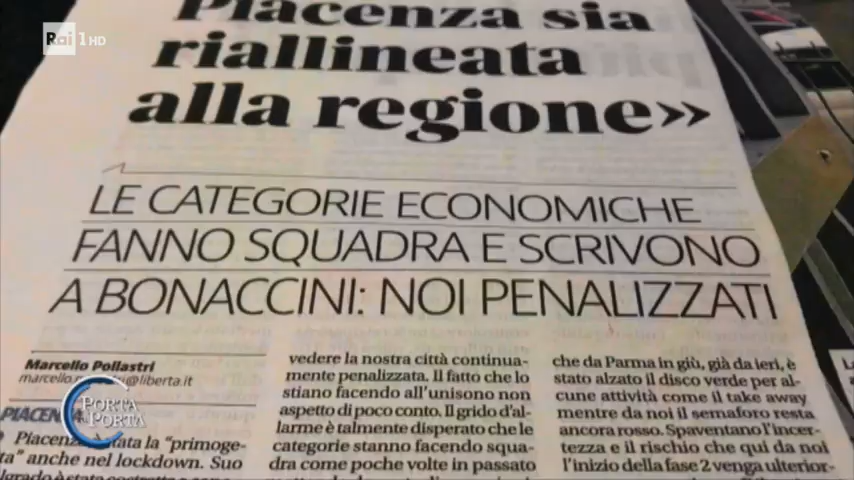 Rai 1 HD
Piacenza sia
riallineata
alla regione»
LE CATEGORIE ECONOMICHE
FANNO SQUADRA E SCRIVONO
A BONACCINI: NOI PENALIZZATI
Marcello Pollastri
@liberta.it
PIACENZA
PORTA
PORTA
Piacenza stata la "primoge-
anche nel lockdown. Suo
vedere la nostra città continua-
mente penalizzata. Il fatto che lo
stiano facendo all'unisono non
aspetto di poco conto. Il grido d'al-
larme è talmente disperato che le
categorie stanno facendo squa-
dra come poche volte in passato
che da Parma in giù, già da ieri, è
stato alzato il disco verde per al-
cune attività come il take away
mentre da noi il semaforo resta
ancora rosso. Spaventano l'incer-
tezza e il rischio che qui da noi
l'inizio della fase 2 venga ulterior-